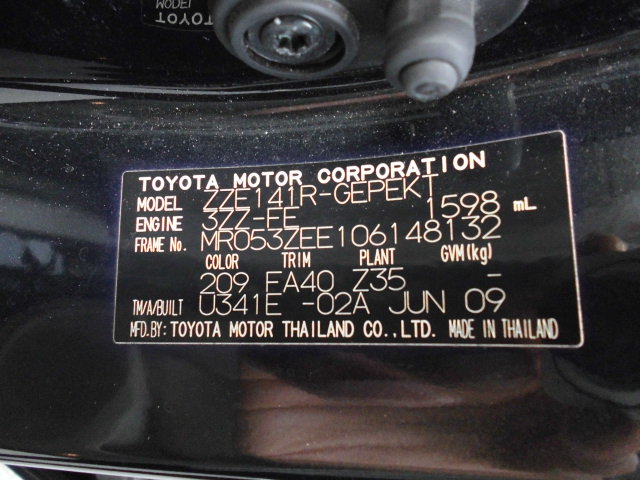 TOYOTA MOTOR CORPORATION
MODEL ZZE141R-GEPEKT
ENGINE 3ZZ-FE 1598 mL
FRAME No. MR053ZEE106148132
COLOR TRIM PLANT GVM(kg)
209 FA40 Z35 -
TM/A/BUILT U341E -02A JUN 09
MFD.BY: TOYOTA MOTOR THAILAND CO.,LTD. MADE IN THAILAND